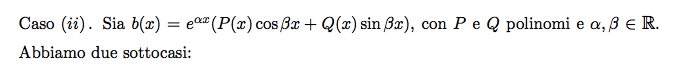 Caso (ii). Sia b(x) = e^{αx}(P(x) cos βx + Q(x) sin βx), con P e Q polinomi e α, β ∈ ℝ.
Abbiamo due sottocasi: